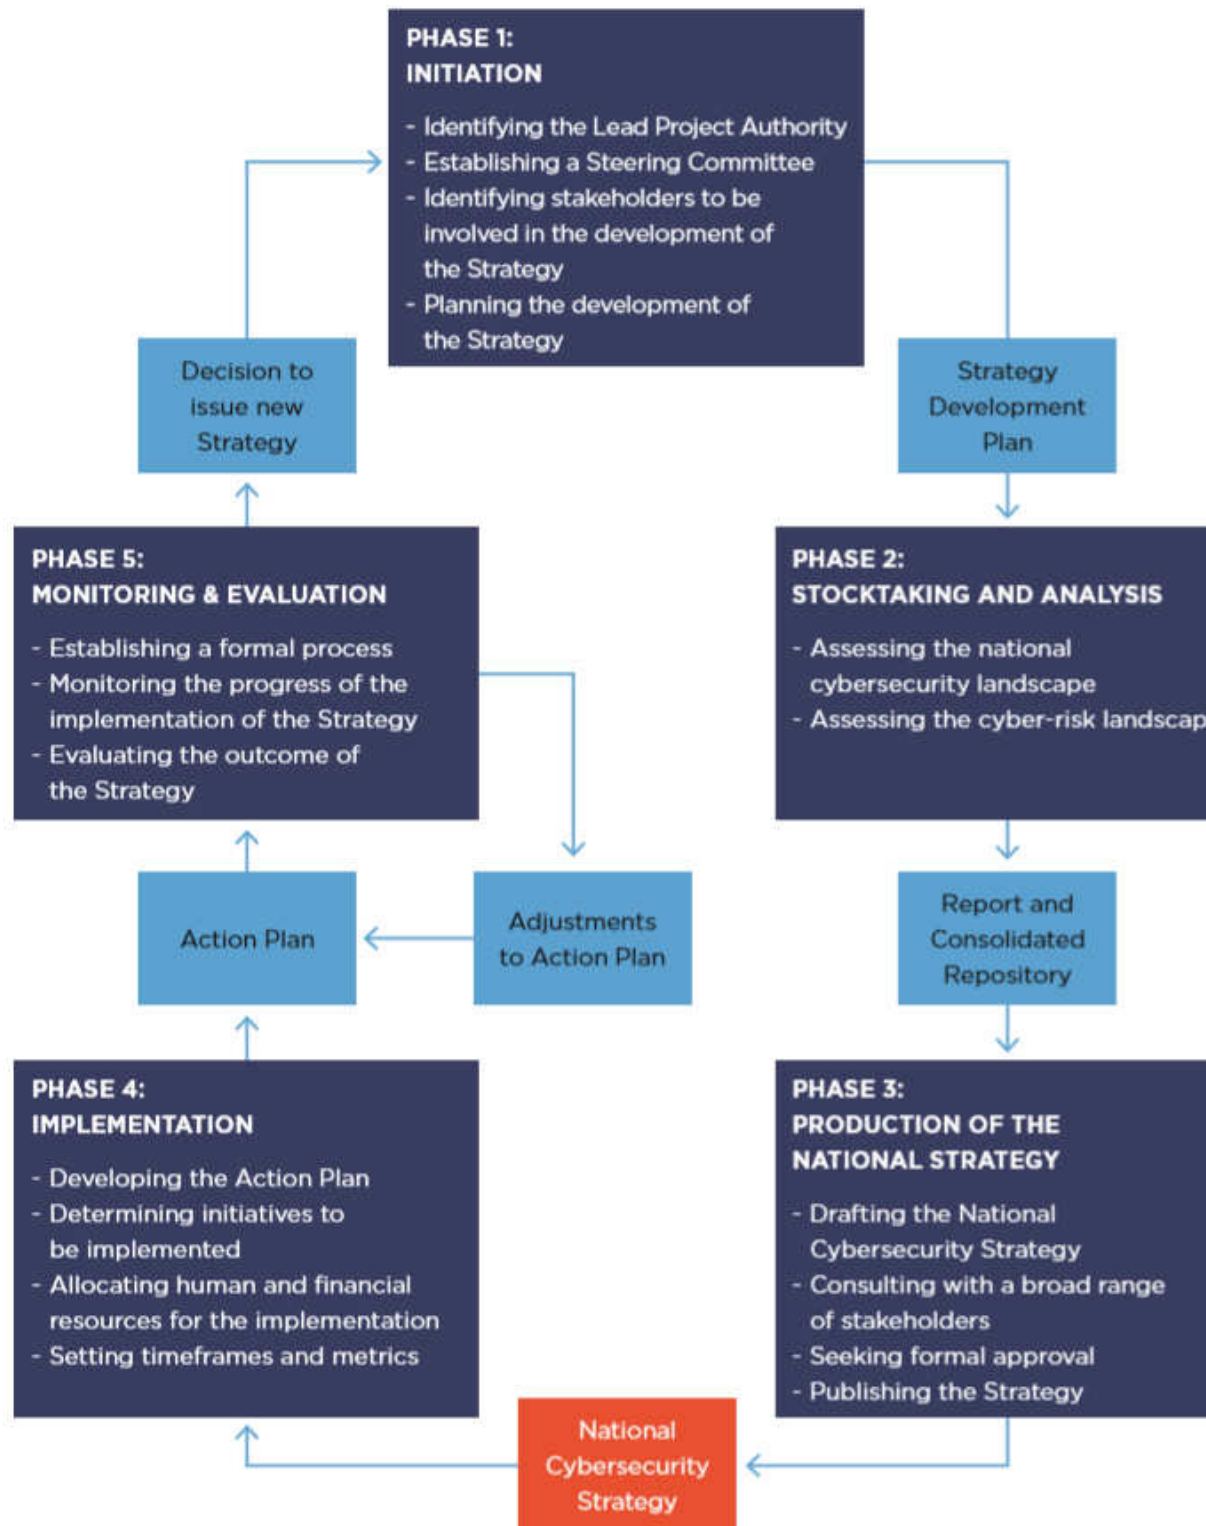 PHASE 1:
INITIATION
- Identifying the Lead Project Authority
- Establishing a Steering Committee
- Identifying stakeholders to be
involved in the development of
the Strategy
- Planning the development of
the Strategy
Decision to
issue new
Strategy
Strategy
Development
Plan
PHASE 5:
MONITORING & EVALUATION
- Establishing a formal process
- Monitoring the progress of the
implementation of the Strategy
- Evaluating the outcome of
the Strategy
PHASE 2:
STOCKTAKING AND ANALYSIS
- Assessing the national
cybersecurity landscape
- Assessing the cyber-risk landscap
Action Plan
Adjustments
to Action Plan
Report and
Consolidated
Repository
PHASE 4:
IMPLEMENTATION
- Developing the Action Plan
- Determining initiatives to
be implemented
- Allocating human and financial
resources for the implementation
- Setting timeframes and metrics
PHASE 3:
PRODUCTION OF THE
NATIONAL STRATEGY
- Drafting the National
Cybersecurity Strategy
- Consulting with a broad range
of stakeholders
- Seeking formal approval
- Publishing the Strategy
National
Cybersecurity
Strategy